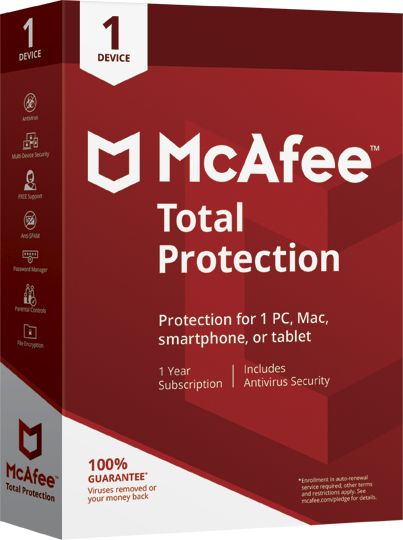 1
DEVICE
Antivirus
Multi-Device Security
FREE Support
Anti-SPAM
Password Manager
Parental Controls
File Encryption
McAfee™
Total Protection
1
DEVICE
McAfee™
Total
Protection
Protection for 1 PC, Mac,
smartphone, or tablet
1 Year
Subscription
Includes
Antivirus Security
100%
GUARANTEE*
Viruses removed or
your money back
*Enrollment in auto-renewal
service required, other terms
and restrictions apply. See
mcafee.com/pledge for details.